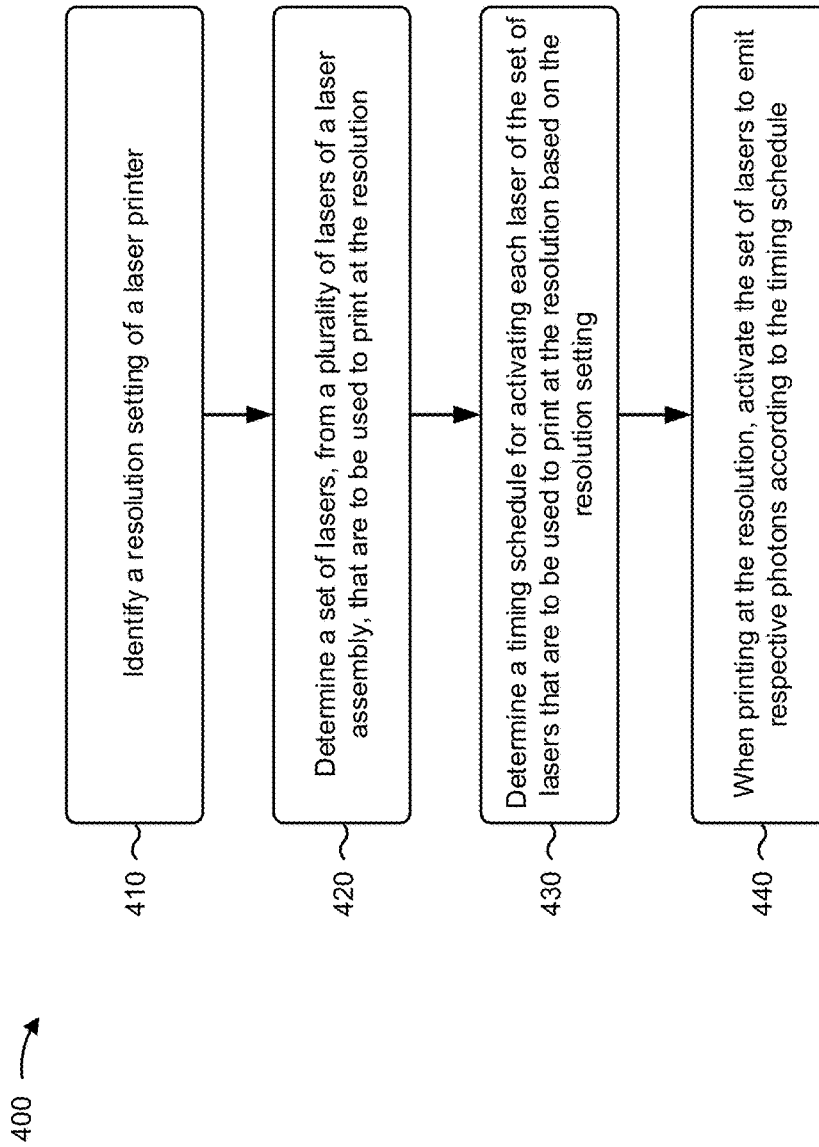 400
410
Identify a resolution setting of a laser printer
420
Determine a set of lasers, from a plurality of lasers of a laser
assembly, that are to be used to print at the resolution
430
Determine a timing schedule for activating each laser of the set of
lasers that are to be used to print at the resolution based on the
resolution setting
440
When printing at the resolution, activate the set of lasers to emit
respective photons according to the timing schedule